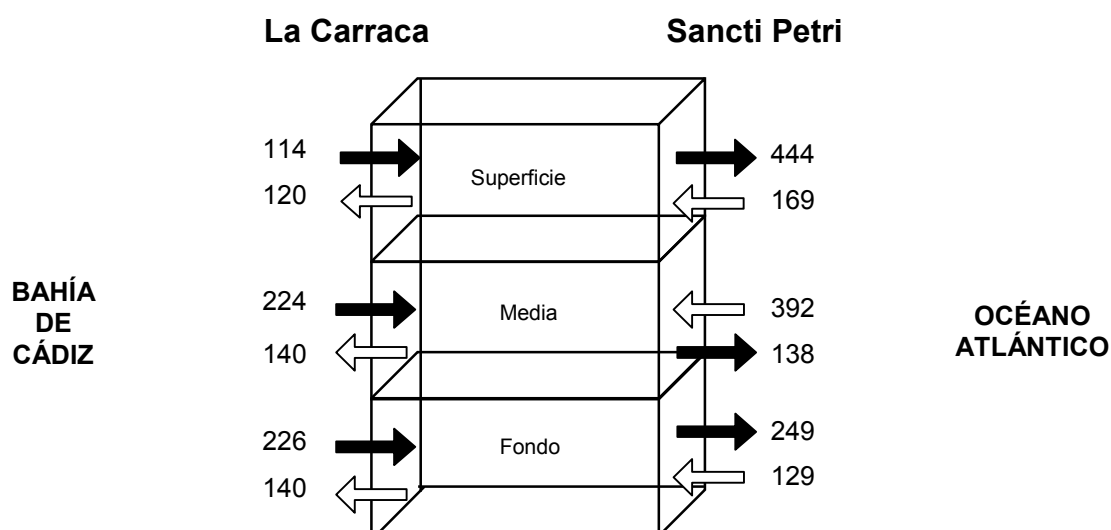 La Carraca
Sancti Petri
114
444
Superficie
120
169
BAHÍA
DE
CÁDIZ
224
392
Media
OCÉANO
ATLÁNTICO
140
138
226
249
Fondo
140
129